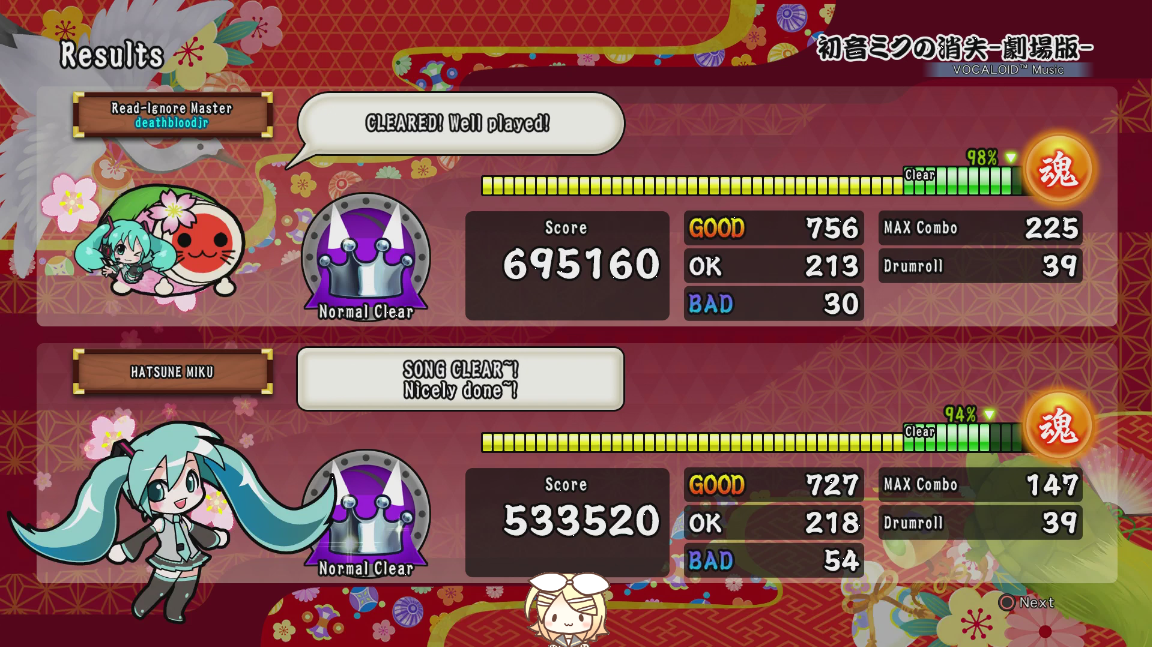 Results
初音ミクの消失-劇場版-
VOCALOID™ Music
Read-Ignore Master
deathbloodjr
CLEARED! Well played!
98%
Clear
魂
Normal Clear
Score
695160
GOOD 756
OK 213
BAD 30
MAX Combo 225
Drumroll 39
HATSUNE MIKU
SONG CLEAR~!
Nicely done~!
94%
Clear
魂
Normal Clear
Score
533520
GOOD 727
OK 218
BAD 54
MAX Combo 147
Drumroll 39
Next